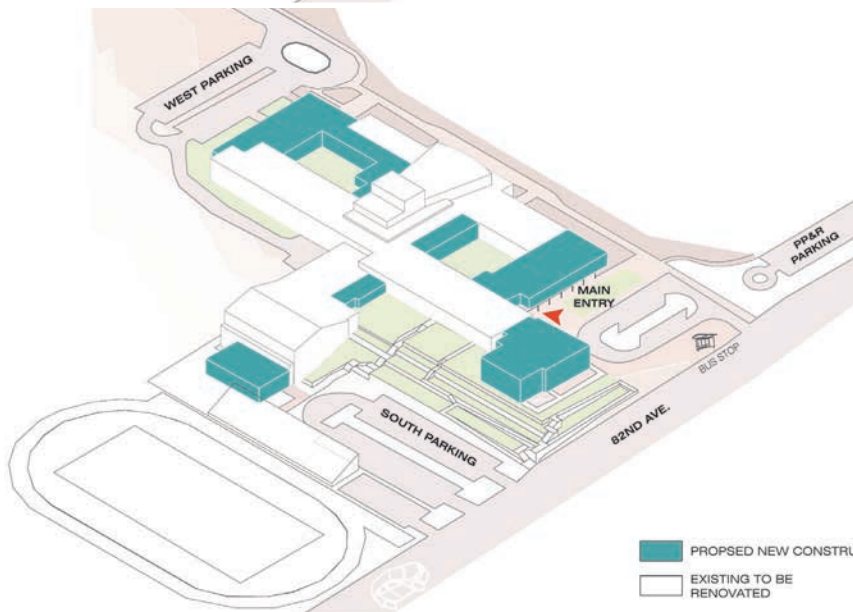 WEST PARKING
PP&R
PARKING
MAIN
ENTRY
BUS STOP
82ND AVE.
SOUTH PARKING
PROPSED NEW CONSTRU
EXISTING TO BE
RENOVATED